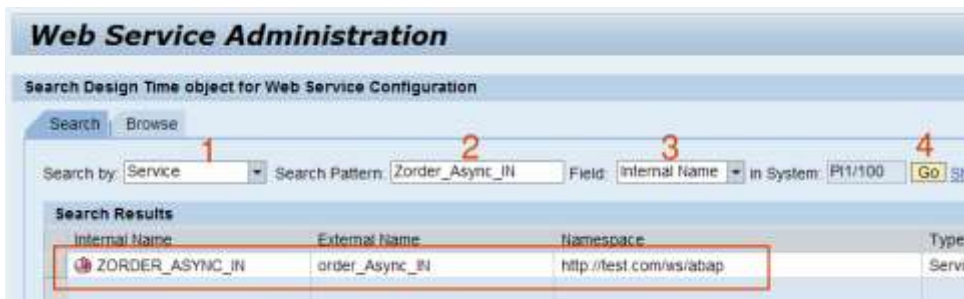 Web Service Administration
Search Design Time object for Web Service Configuration
Search Browse
1 2 3 4
Search by: Service Search Pattern: Zorder_Async_IN Field: Internal Name in System: PI1/100 Go
Search Results
Internal Name External Name Namespace Type
ZORDER_ASYNC_IN order_Async_IN http://test.com/ws/abap Servi